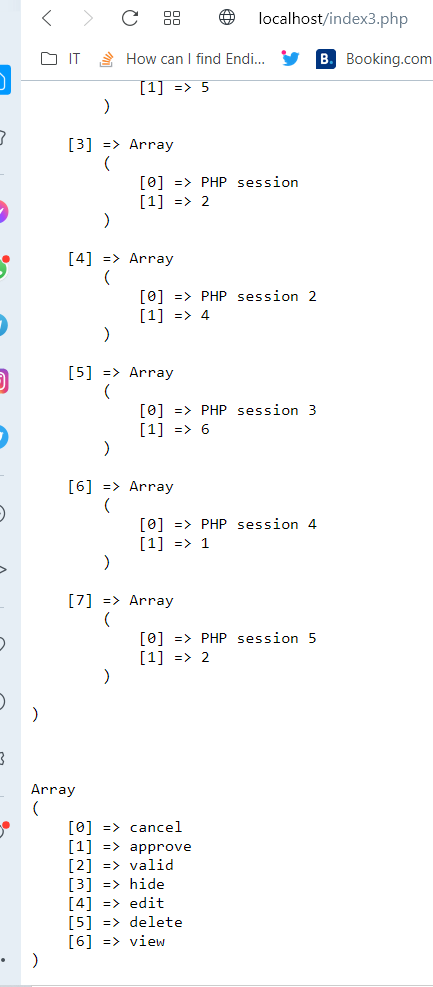 localhost/index3.php
IT How can I find Endi... B. Booking.com
[1] => 5
)
[3] => Array
(
[0] => PHP session
[1] => 2
)
[4] => Array
(
[0] => PHP session 2
[1] => 4
)
[5] => Array
(
[0] => PHP session 3
[1] => 6
)
[6] => Array
(
[0] => PHP session 4
[1] => 1
)
[7] => Array
(
[0] => PHP session 5
[1] => 2
)
)
Array
(
[0] => cancel
[1] => approve
[2] => valid
[3] => hide
[4] => edit
[5] => delete
[6] => view
)